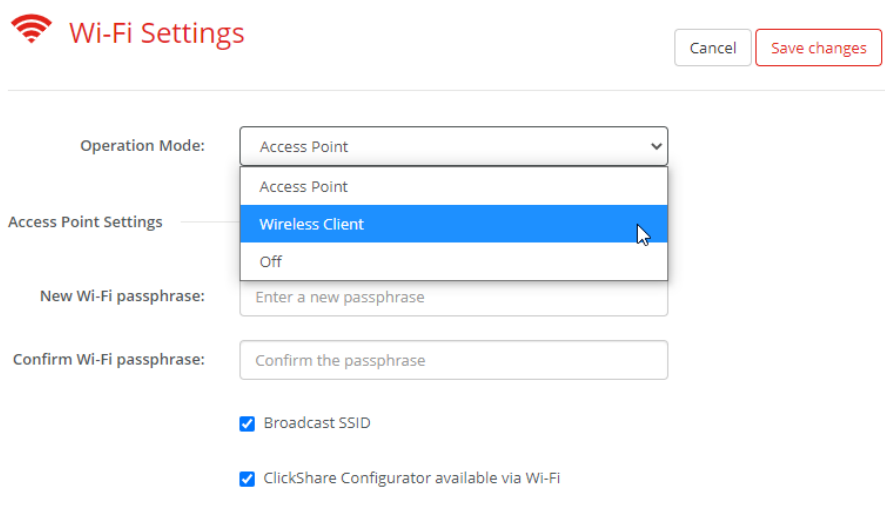 Wi-Fi Settings
Cancel
Save changes
Operation Mode:
Access Point
Access Point
Wireless Client
Off
Access Point Settings
New Wi-Fi passphrase:
Enter a new passphrase
Confirm Wi-Fi passphrase:
Confirm the passphrase
Broadcast SSID
ClickShare Configurator available via Wi-Fi